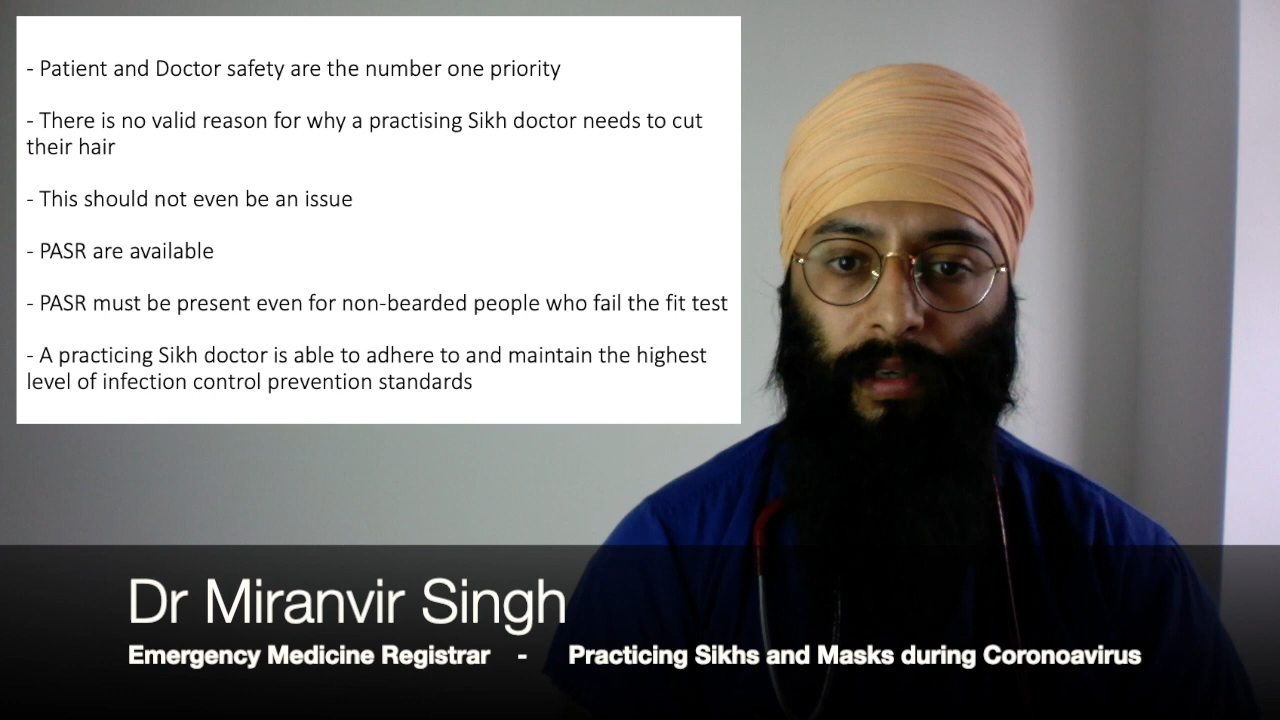 - Patient and Doctor safety are the number one priority
- There is no valid reason for why a practising Sikh doctor needs to cut
their hair
- This should not even be an issue
- PASR are available
- PASR must be present even for non-bearded people who fail the fit test
- A practicing Sikh doctor is able to adhere to and maintain the highest
level of infection control prevention standards
Dr Miranvir Singh
Emergency Medicine Registrar - Practicing Sikhs and Masks during Coronoavirus